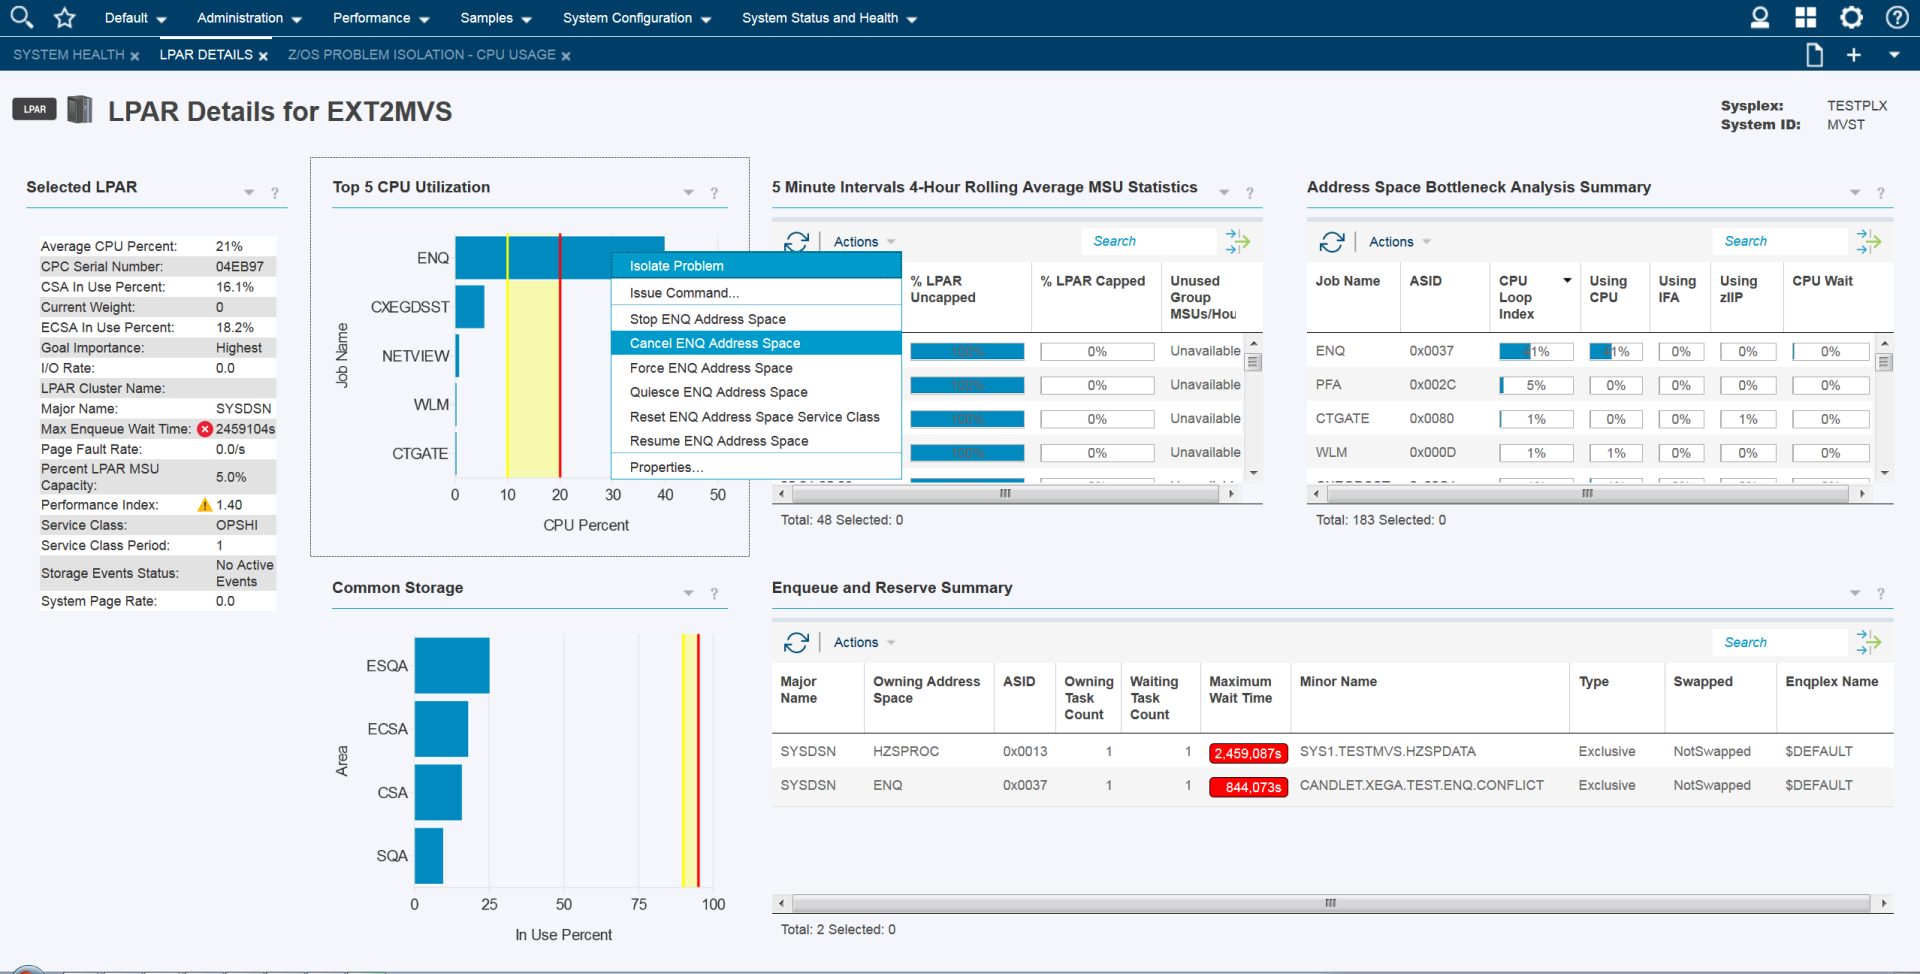 Default Administration Performance Samples System Configuration System Status and Health
SYSTEM HEALTH LPAR DETAILS Z/OS PROBLEM ISOLATION - CPU USAGE
LPAR LPAR Details for EXT2MVS
Sysplex: TESTPLX
System ID: MVST
Selected LPAR
Average CPU Percent: 21%
CPC Serial Number: 04EB97
CSA In Use Percent: 16.1%
Current Weight: 0
ECSA In Use Percent: 18.2%
Goal Importance: Highest
I/O Rate: 0.0
LPAR Cluster Name:
Major Name: SYSDSN
Max Enqueue Wait Time: 2459104s
Page Fault Rate: 0.0/s
Percent LPAR MSU
Capacity: 5.0%
Performance Index: 1.40
Service Class: OPSHI
Service Class Period: 1
Storage Events Status: No Active
Events
System Page Rate: 0.0
Top 5 CPU Utilization
Job Name
ENQ
CXEGDSST
NETVIEW
WLM
CTGATE
0 10 20 30 40 50
CPU Percent
Isolate Problem
Issue Command...
Stop ENQ Address Space
Cancel ENQ Address Space
Force ENQ Address Space
Quiesce ENQ Address Space
Reset ENQ Address Space Service Class
Resume ENQ Address Space
Properties...
5 Minute Intervals 4-Hour Rolling Average MSU Statistics
Actions Search
% LPAR
Uncapped
% LPAR Capped
Unused
Group
MSUs/Hou
100% 0% Unavailable
100% 0% Unavailable
100% 0% Unavailable
100% 0% Unavailable
Total: 48 Selected: 0
Address Space Bottleneck Analysis Summary
Actions Search
Job Name
ASID
CPU
Loop
Index
Using
CPU
Using
IFA
Using
zIIP
CPU Wait
ENQ 0x0037 41% 41% 0% 0% 0%
PFA 0x002C 5% 0% 0% 0% 0%
CTGATE 0x0080 1% 0% 0% 1% 0%
WLM 0x000D 1% 1% 0% 0% 0%
Total: 183 Selected: 0
Common Storage
Area
ESQA
ECSA
CSA
SQA
0 25 50 75 100
In Use Percent
Enqueue and Reserve Summary
Actions Search
Major
Name
Owning Address
Space
ASID
Owning
Task
Count
Waiting
Task
Count
Maximum
Wait Time
Minor Name
Type
Swapped
Enqplex Name
SYSDSN HZSPROC 0x0013 1 1 2,459,087s SYS1.TESTMVS.HZSPDATA Exclusive NotSwapped $DEFAULT
SYSDSN ENQ 0x0037 1 1 844,073s CANDLET.XEGA.TEST.ENQ.CONFLICT Exclusive NotSwapped $DEFAULT
Total: 2 Selected: 0